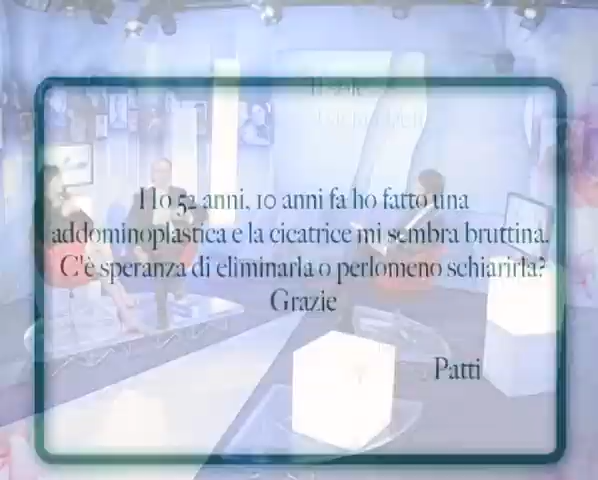 Ho 52 anni, 10 anni fa ho fatto una
addominoplastica e la cicatrice mi sembra bruttina.
C'è speranza di eliminarla o perlomeno schiarirla?
Grazie
Patti